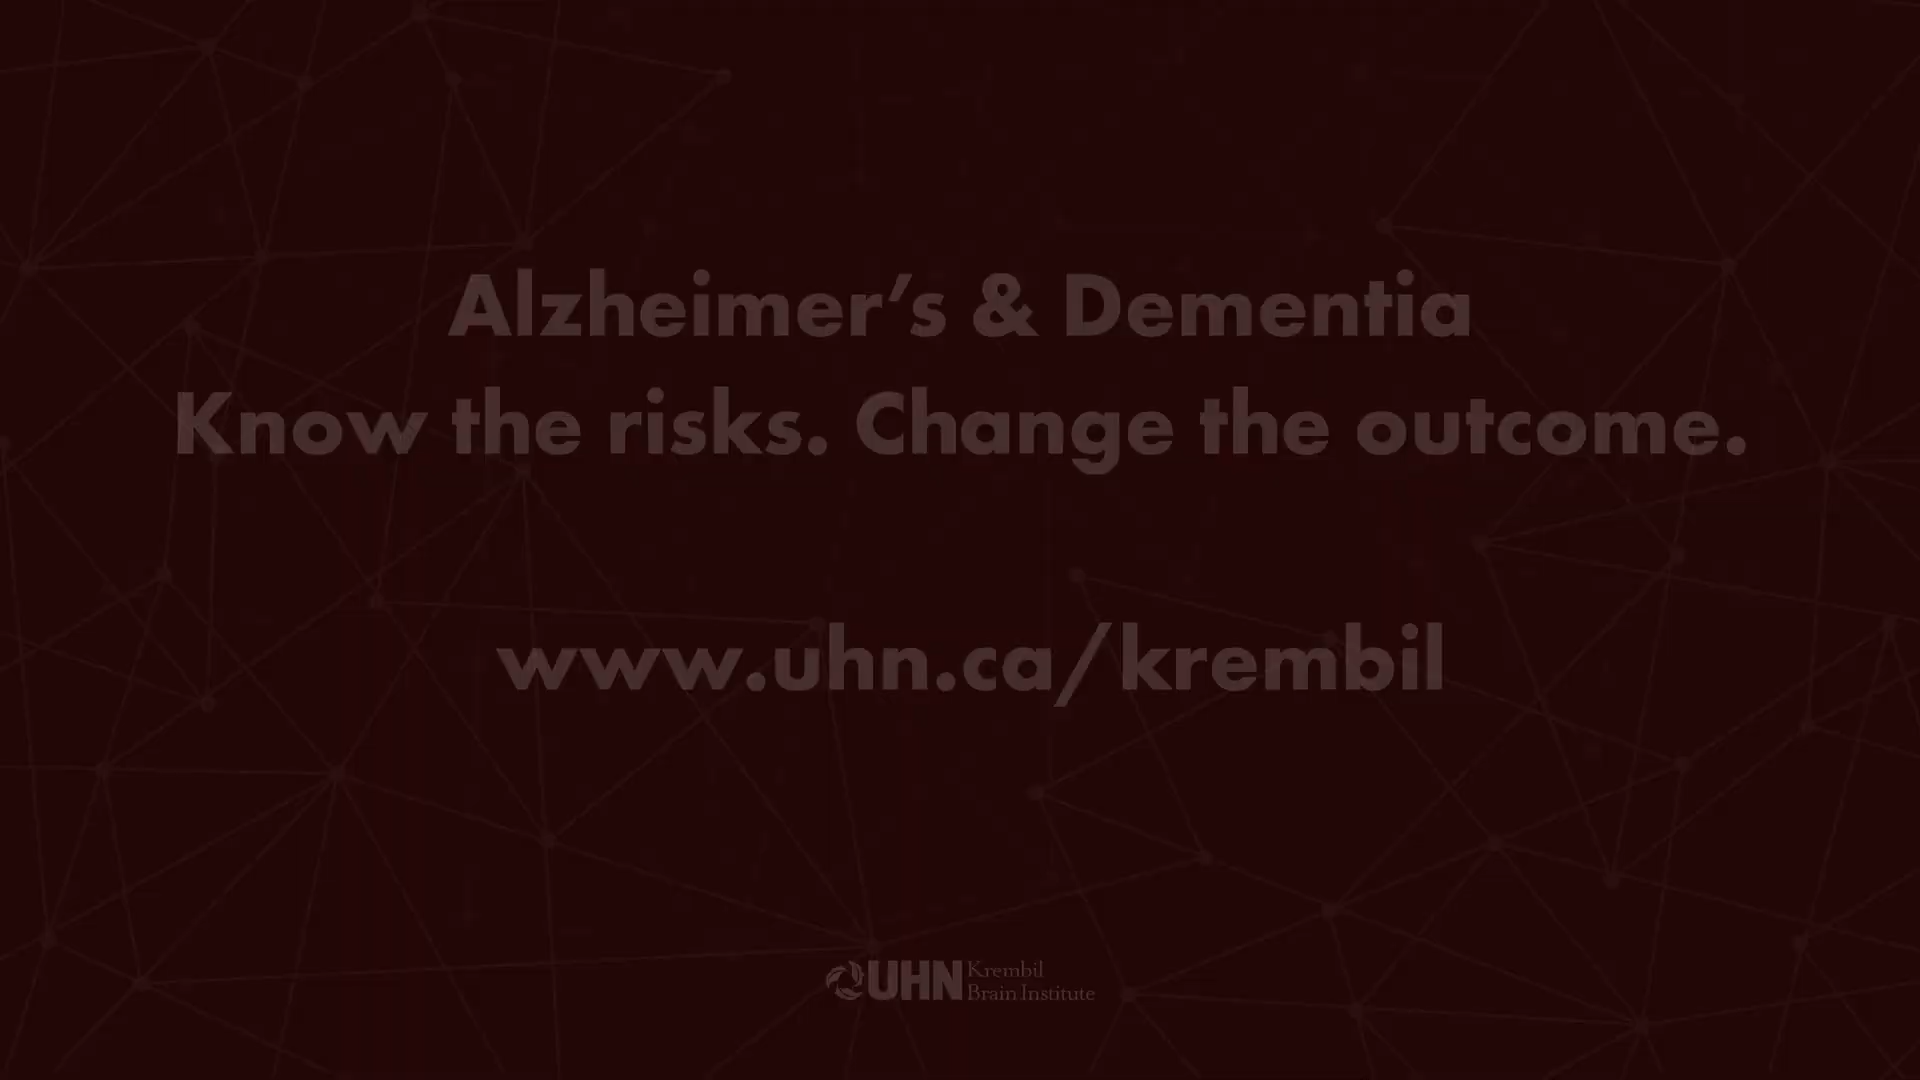 Alzheimer’s & Dementia
Know the risks. Change the outcome.
www.uhn.ca/krembil
UHN Krembil
Brain Institute